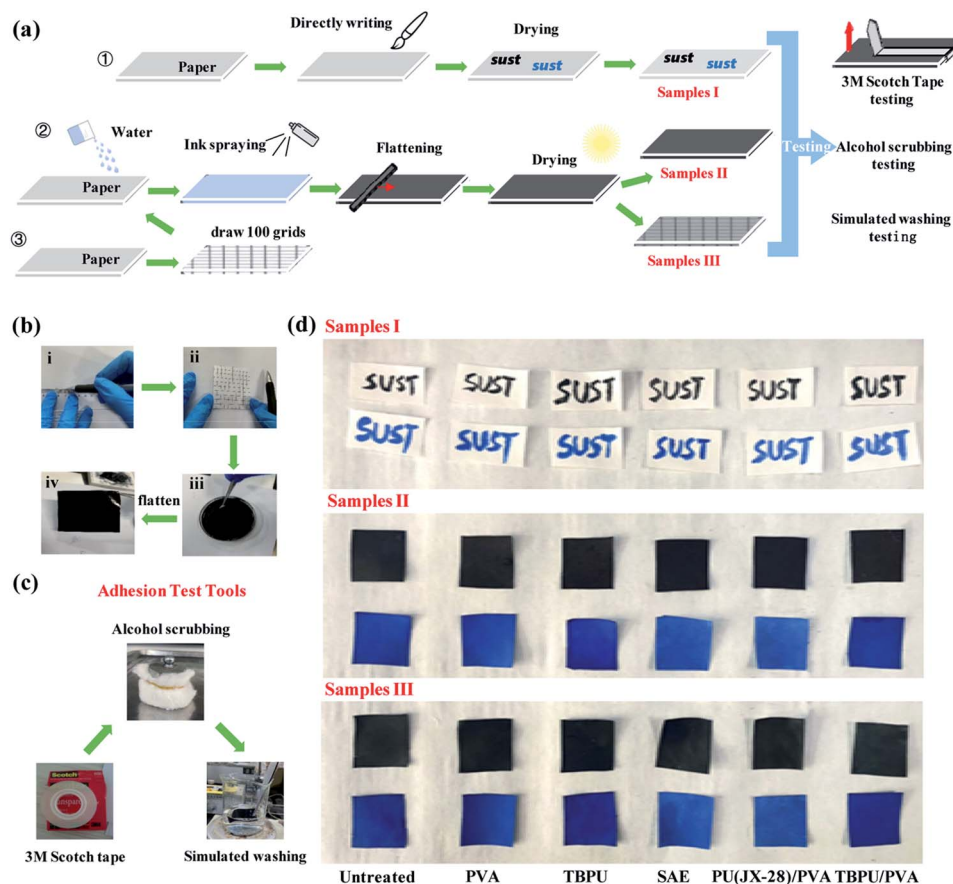 (a)
Directly writing
Drying
①
Paper
sust
sust
sust
sust
Samples I
3M Scotch Tape
testing
②
Water
Ink spraying
Flattening
Drying
Paper
Samples II
Testing
Alcohol scrubbing
testing
③
Paper
draw 100 grids
Samples III
Simulated washing
testing
(b)
i
ii
iii
iv
flatten
(c)
Adhesion Test Tools
Alcohol scrubbing
Scotch
3M Scotch tape
Simulated washing
(d)
Samples I
SUST SUST SUST SUST SUST SUST
SUST SUST SUST SUST SUST SUST
Samples II
Samples III
Untreated PVA TBPU SAE PU(JX-28)/PVA TBPU/PVA